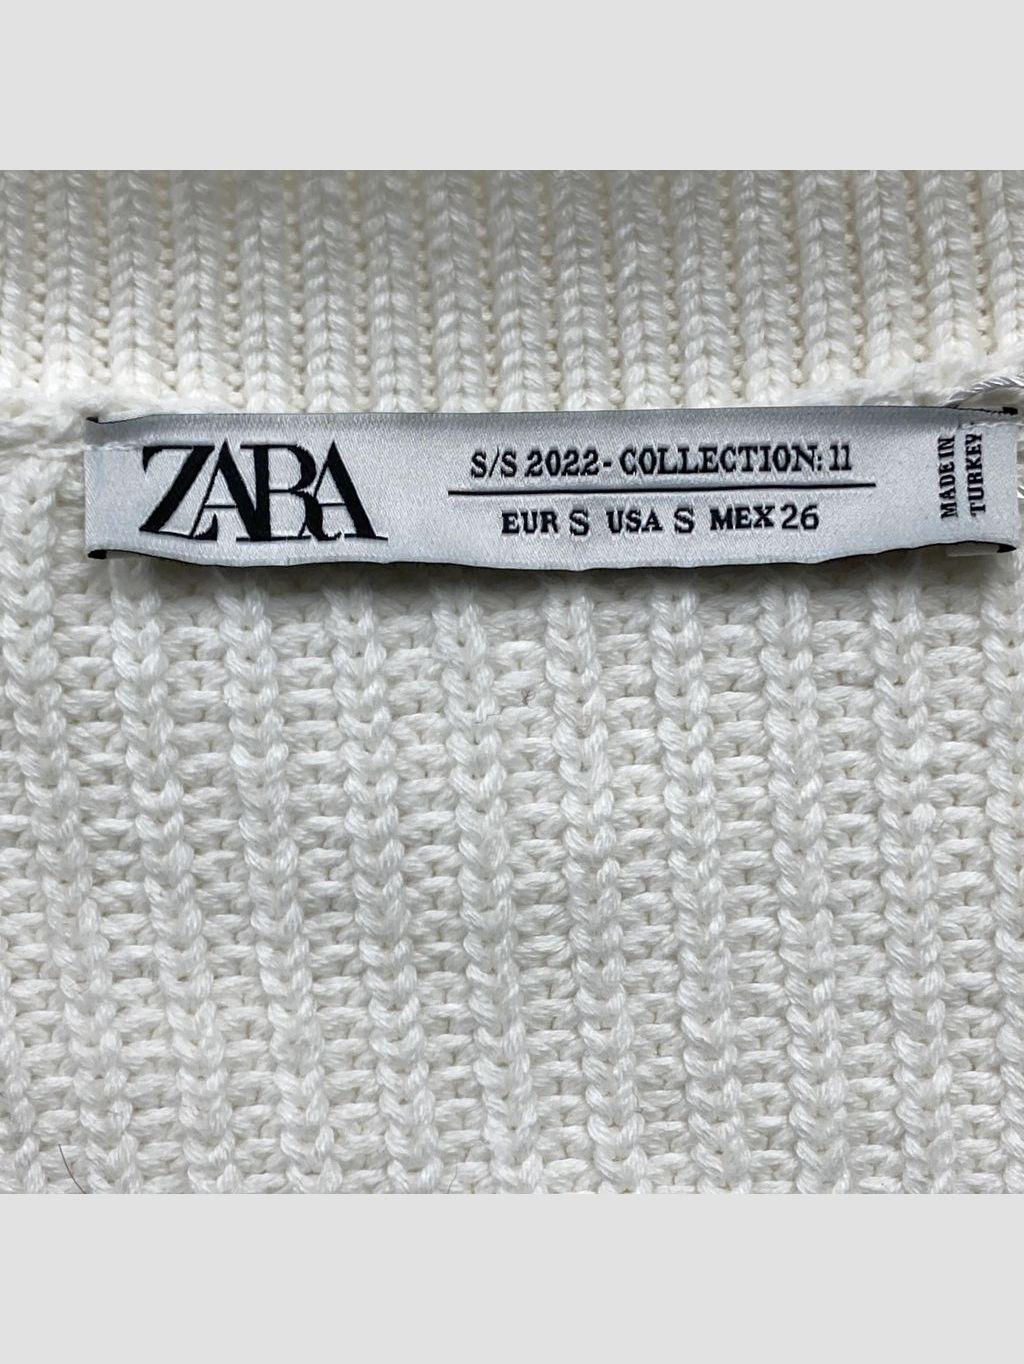 ZARA
S/S 2022- COLLECTION: 11
EUR S USA S MEX 26
MADE IN
TURKEY